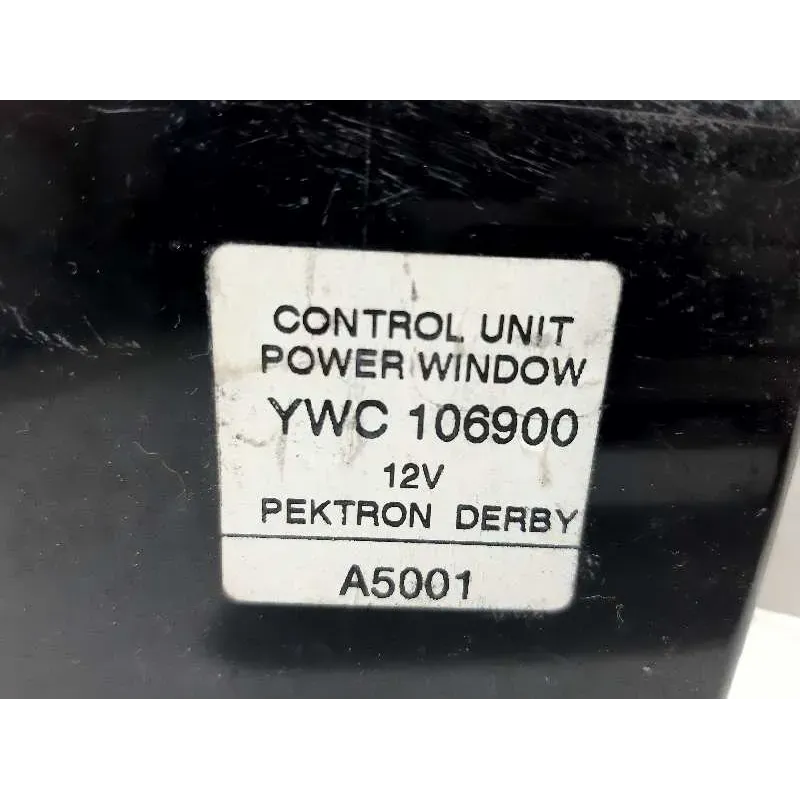 CONTROL UNIT
POWER WINDOW
YWC 106900
12V
PEKTRON DERBY
A5001